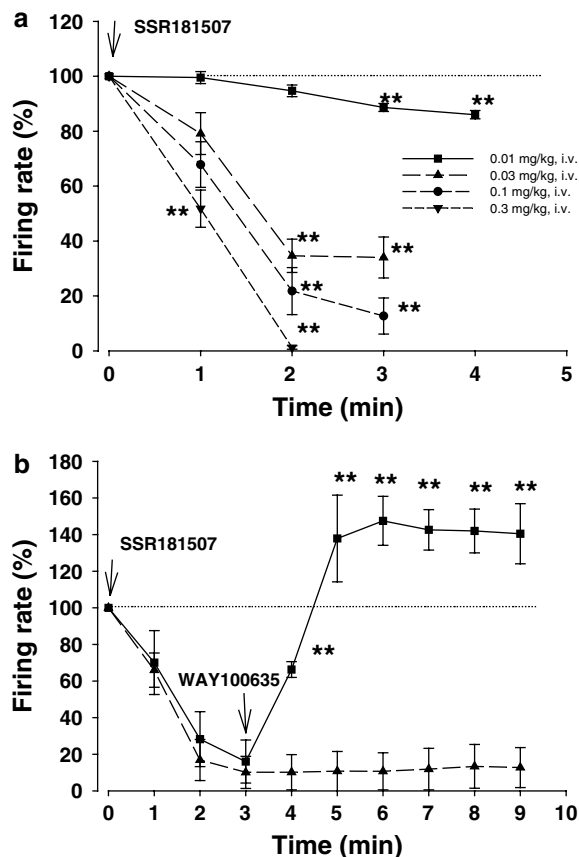 a
SSR181507
120
100
80
60
40
20
0
Firing rate (%)
** **
**
** **
**
**
**
0.01 mg/kg, i.v.
0.03 mg/kg, i.v.
0.1 mg/kg, i.v.
0.3 mg/kg, i.v.
0 1 2 3 4 5
Time (min)
b
SSR181507
WAY100635
180
160
140
120
100
80
60
40
20
0
Firing rate (%)
** ** ** ** **
**
0 1 2 3 4 5 6 7 8 9 10
Time (min)